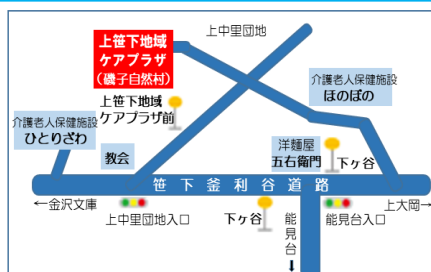 上中里団地
上笹下地域
ケアプラザ
(磯子自然村)
介護老人保健施設
ほのぼの
上笹下地域
ケアプラザ前
介護老人保健施設
ひとりざわ
教会
洋麺屋
五右衛門
下ヶ谷
笹下釜利谷道路
←金沢文庫
上大岡→
上中里団地入口
下ヶ谷
能見台入口
能見台
↓